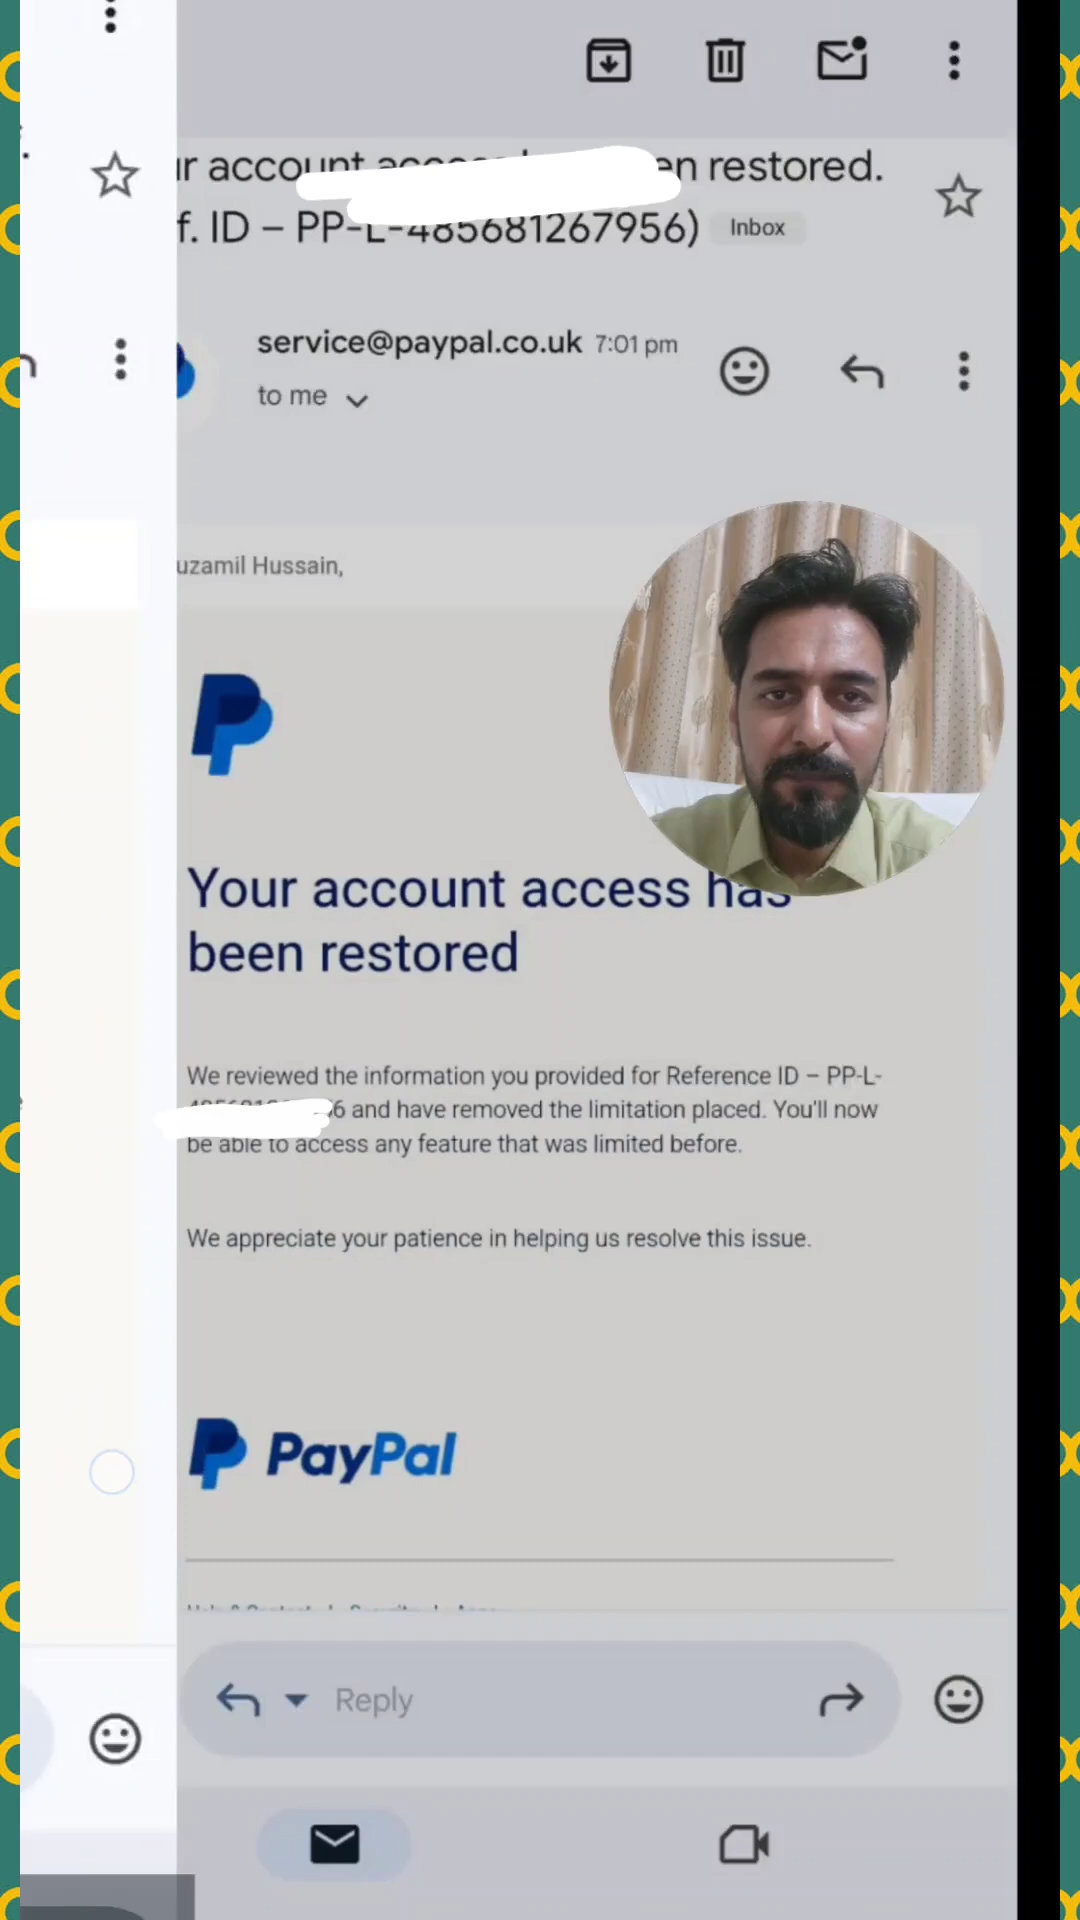 account en restored.
f. ID – PP-L-485681267956) Inbox
service@paypal.co.uk 7:01 pm
to me
uzamil Hussain,
Your account access has
been restored
We reviewed the information you provided for Reference ID – PP-L-
6 and have removed the limitation placed. You'll now
be able to access any feature that was limited before.
We appreciate your patience in helping us resolve this issue.
PayPal
Reply